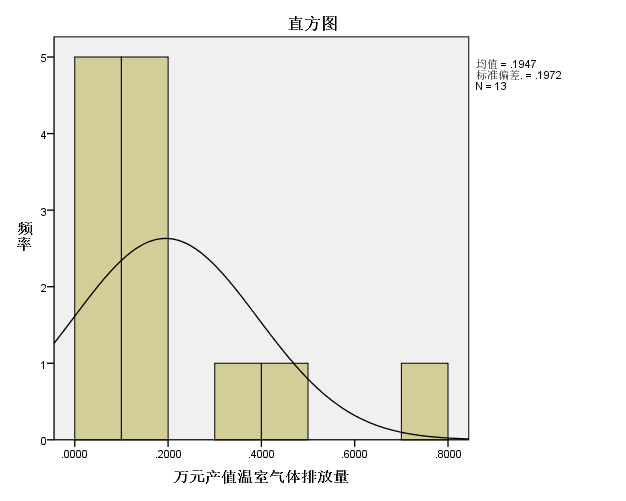 直方图
均值 = .1947
标准偏差. = .1972
N = 13
5
4
3
2
1
0
频率
.0000
.2000
.4000
.6000
.8000
万元产值温室气体排放量